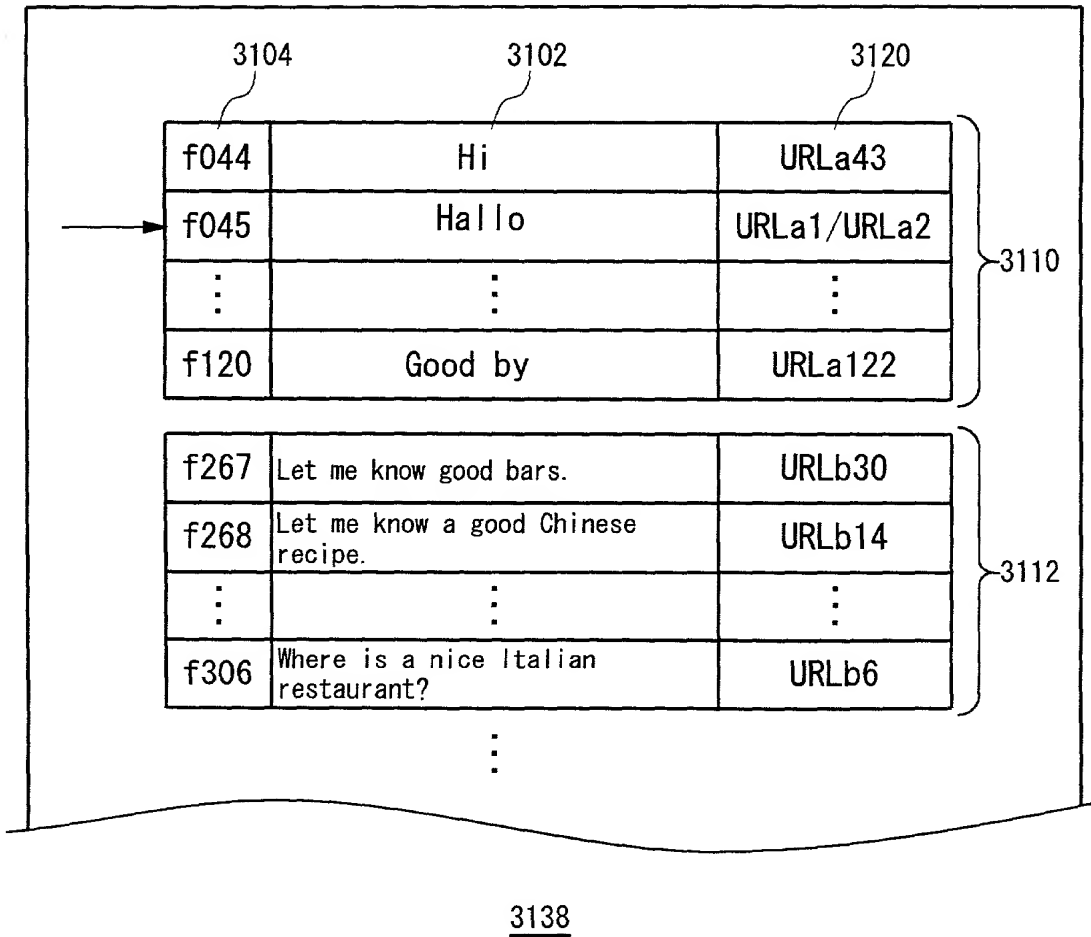 3104 3102 3120
f044 Hi URLa43
f045 Hallo URLa1/URLa2
⋮ ⋮ ⋮
3110
f120 Good by URLa122
f267 Let me know good bars. URLb30
f268 Let me know a good Chinese
recipe. URLb14
⋮ ⋮ ⋮
3112
f306 Where is a nice Italian
restaurant? URLb6
⋮
3138